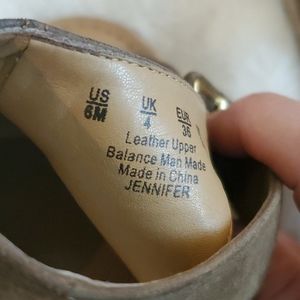 US UK EUR
6M 4 36
Leather Upper
Balance Man Made
Made in China
JENNIFER